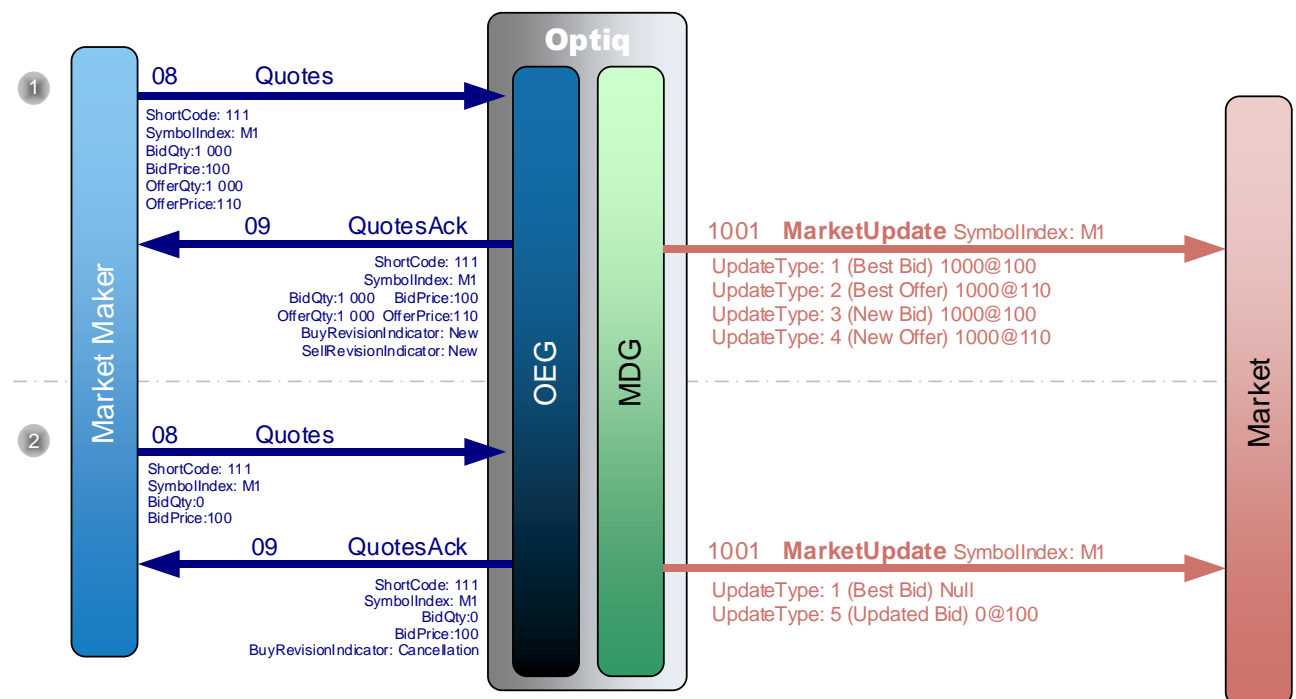 Optiq
1
08 Quotes
ShortCode: 111
SymbolIndex: M1
BidQty:1 000
BidPrice:100
OfferQty:1 000
OfferPrice:110
09 QuotesAck
ShortCode: 111
SymbolIndex: M1
BidQty:1 000 BidPrice:100
OfferQty:1 000 OfferPrice:110
BuyRevisionIndicator: New
SellRevisionIndicator: New
1001 MarketUpdate SymbolIndex: M1
UpdateType: 1 (Best Bid) 1000@100
UpdateType: 2 (Best Offer) 1000@110
UpdateType: 3 (New Bid) 1000@100
UpdateType: 4 (New Offer) 1000@110
Market Maker
OEG
MDG
Market
2
08 Quotes
ShortCode: 111
SymbolIndex: M1
BidQty:0
BidPrice:100
09 QuotesAck
ShortCode: 111
SymbolIndex: M1
BidQty:0
BidPrice:100
BuyRevisionIndicator: Cancellation
1001 MarketUpdate SymbolIndex: M1
UpdateType: 1 (Best Bid) Null
UpdateType: 5 (Updated Bid) 0@100